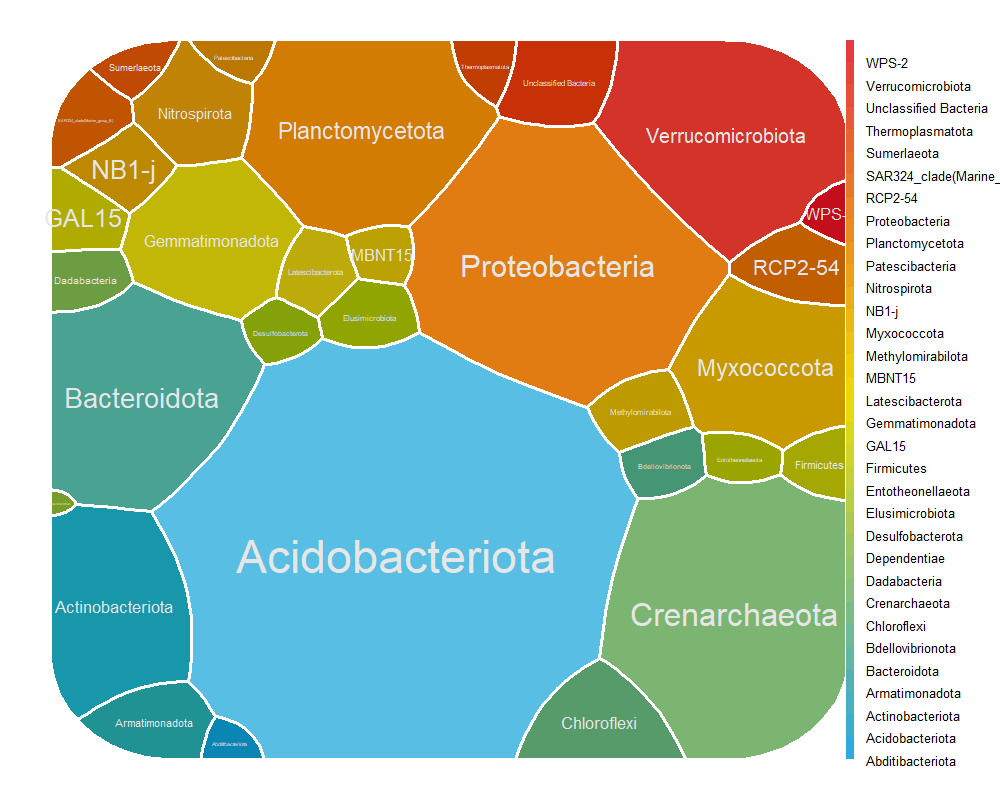 Sumerlaeota
Patescibacteria
Thermoplasmatota
Unclassified Bacteria
Nitrospirota
Planctomycetota
Verrucomicrobiota
NB1-j
GAL15
WPS-
Gemmatimonadota
MBNT15
Latescibacterota
Proteobacteria
RCP2-54
Dadabacteria
Elusimicrobiota
Desulfobacterota
Myxococcota
Bacteroidota
Methylomirabilota
Bdellovibrionota
Entotheonellaeota
Firmicutes
Acidobacteriota
Actinobacteriota
Crenarchaeota
Armatimonadota
Abditibacteriota
Chloroflexi
WPS-2
Verrucomicrobiota
Unclassified Bacteria
Thermoplasmatota
Sumerlaeota
SAR324_clade(Marine_
RCP2-54
Proteobacteria
Planctomycetota
Patescibacteria
Nitrospirota
NB1-j
Myxococcota
Methylomirabilota
MBNT15
Latescibacterota
Gemmatimonadota
GAL15
Firmicutes
Entotheonellaeota
Elusimicrobiota
Desulfobacterota
Dependentiae
Dadabacteria
Crenarchaeota
Chloroflexi
Bdellovibrionota
Bacteroidota
Armatimonadota
Actinobacteriota
Acidobacteriota
Abditibacteriota